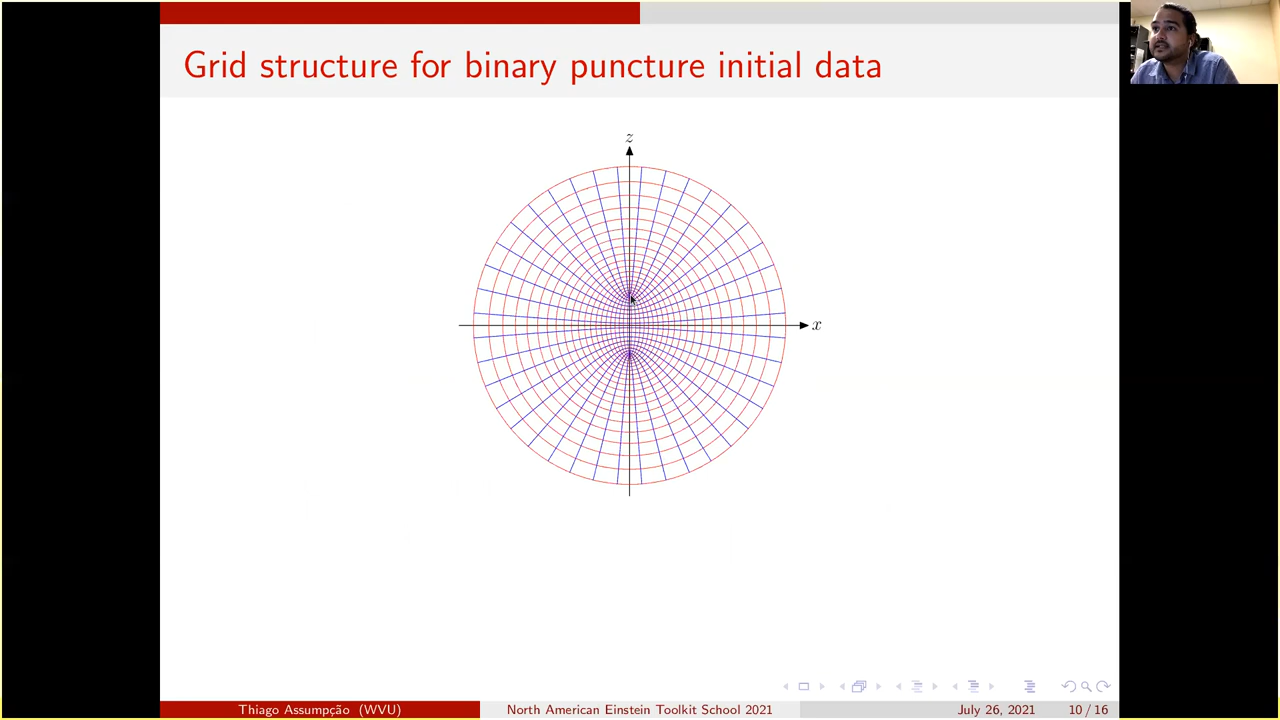 Grid structure for binary puncture initial data
z
x
Thiago Assumpção (WVU)
North American Einstein Toolkit School 2021
July 26, 2021
10 / 16